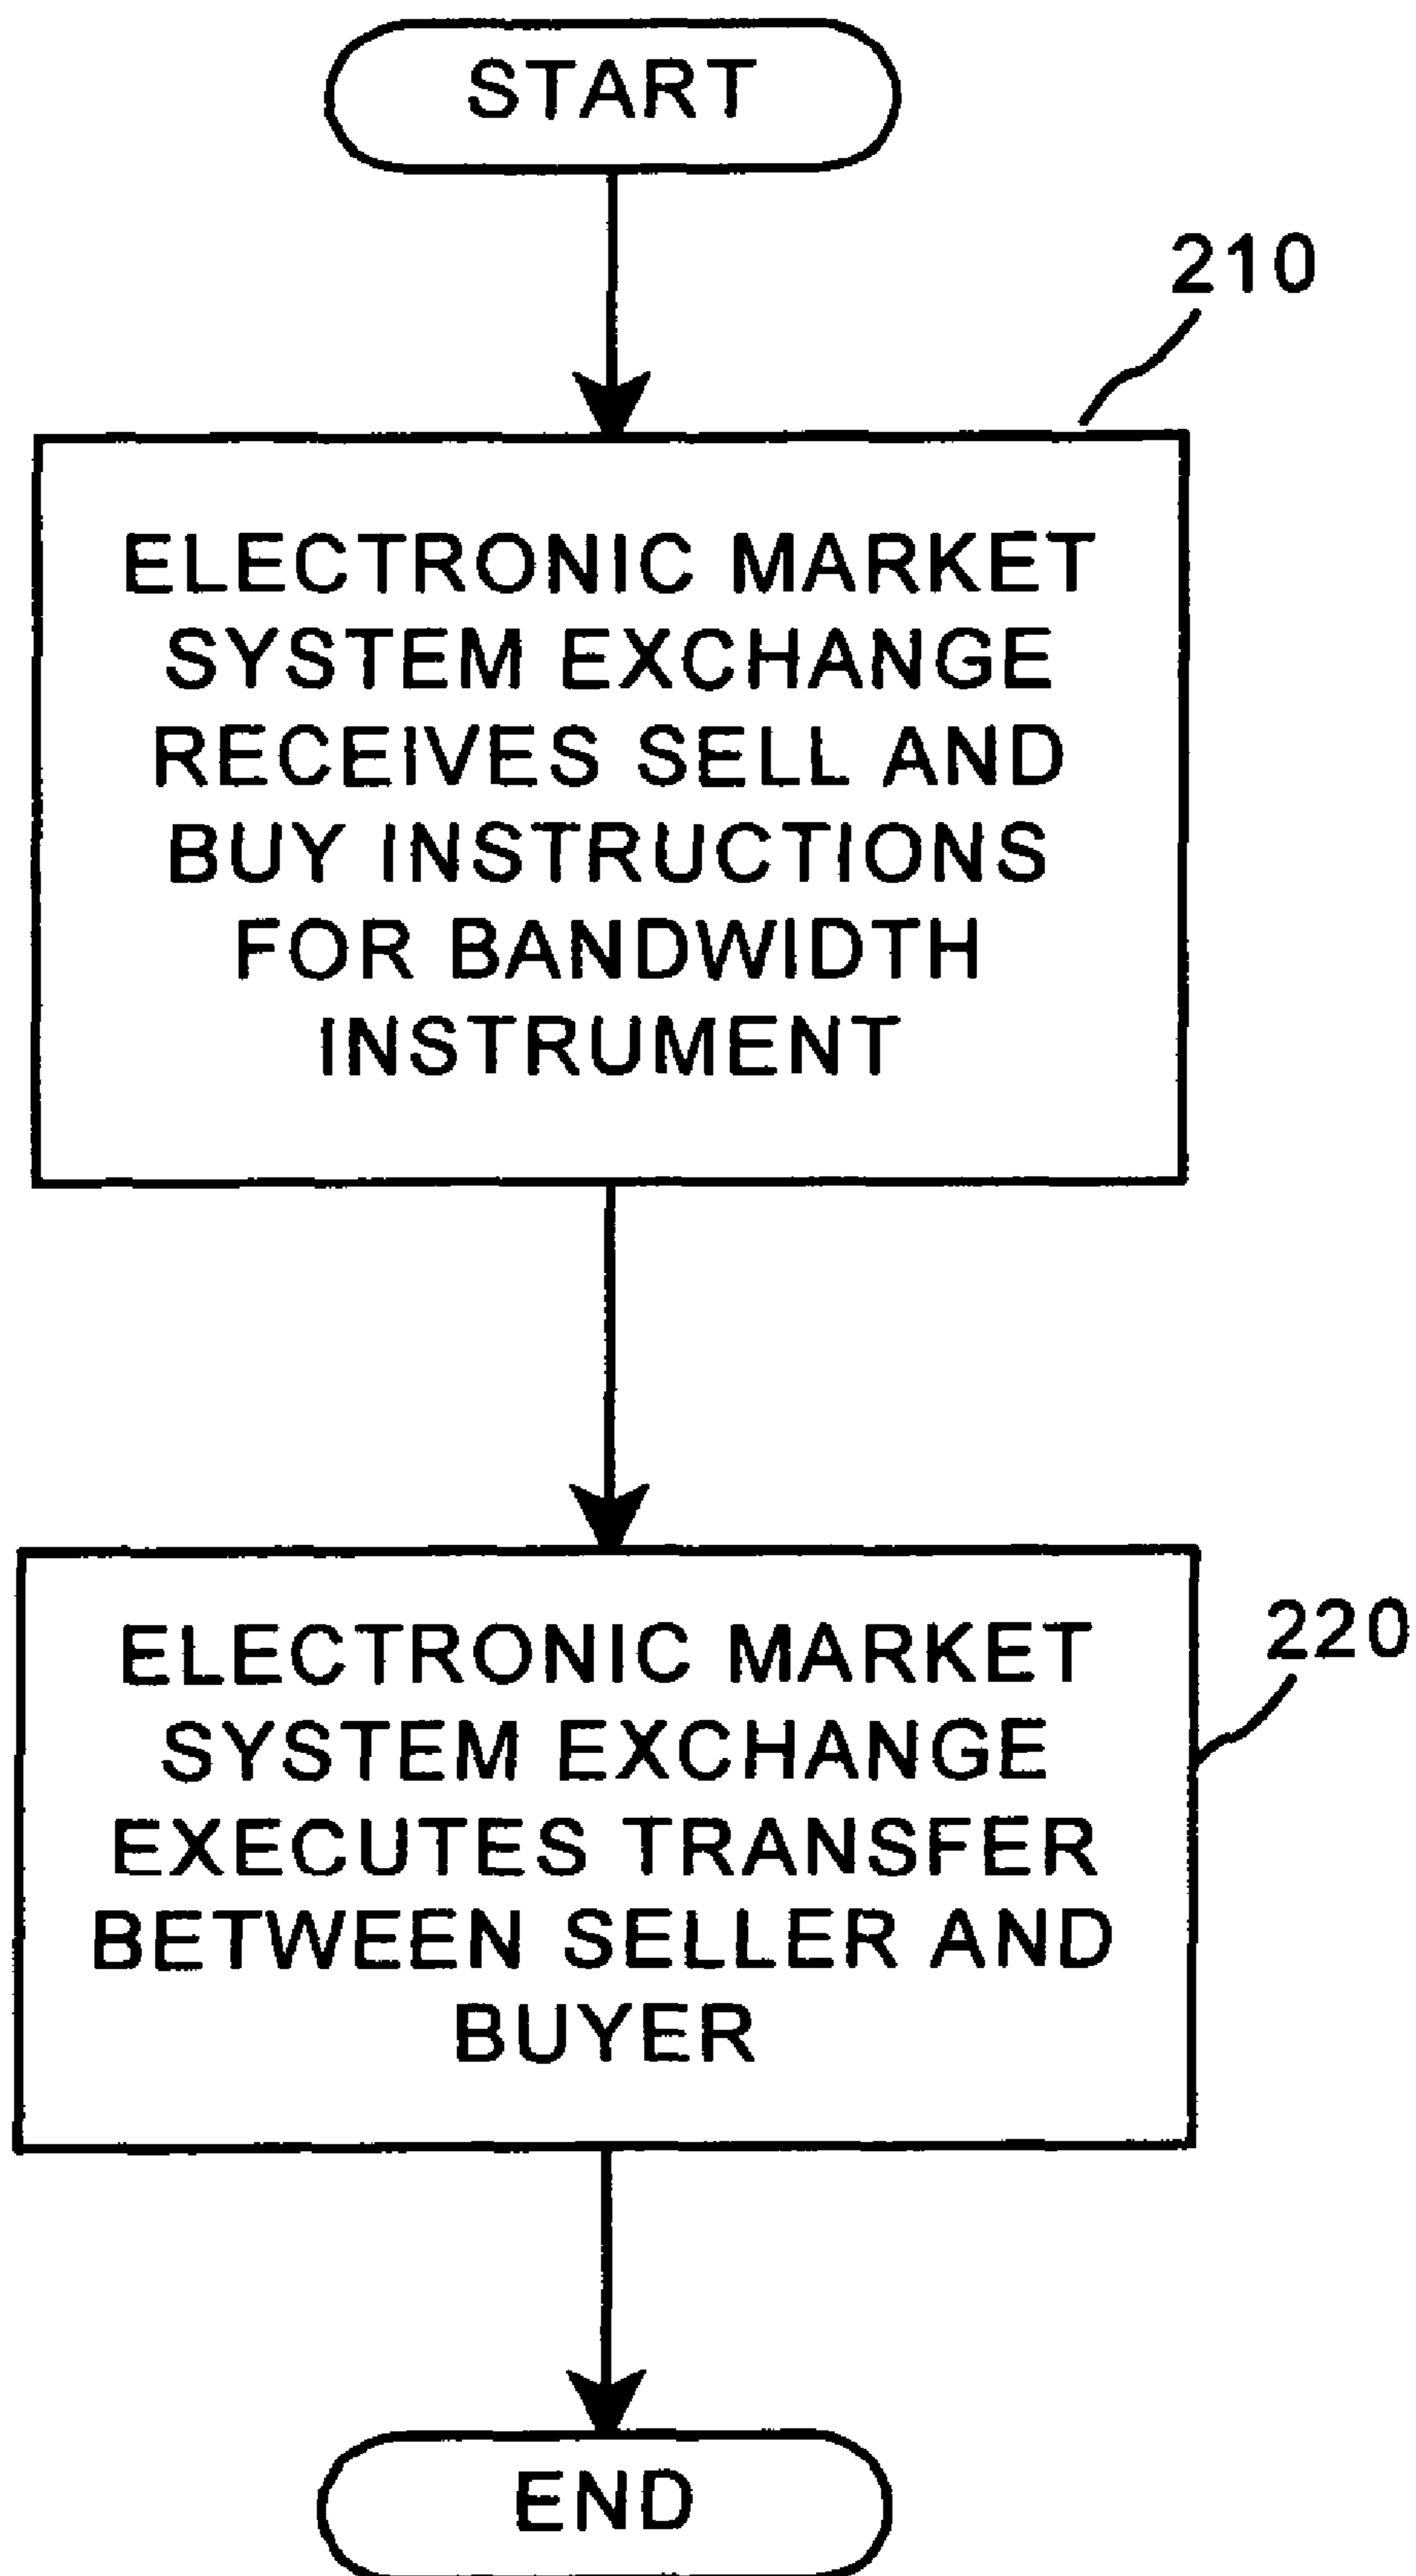 START
210
ELECTRONIC MARKET
SYSTEM EXCHANGE
RECEIVES SELL AND
BUY INSTRUCTIONS
FOR BANDWIDTH
INSTRUMENT
ELECTRONIC MARKET
SYSTEM EXCHANGE
EXECUTES TRANSFER
BETWEEN SELLER AND
BUYER
220
END